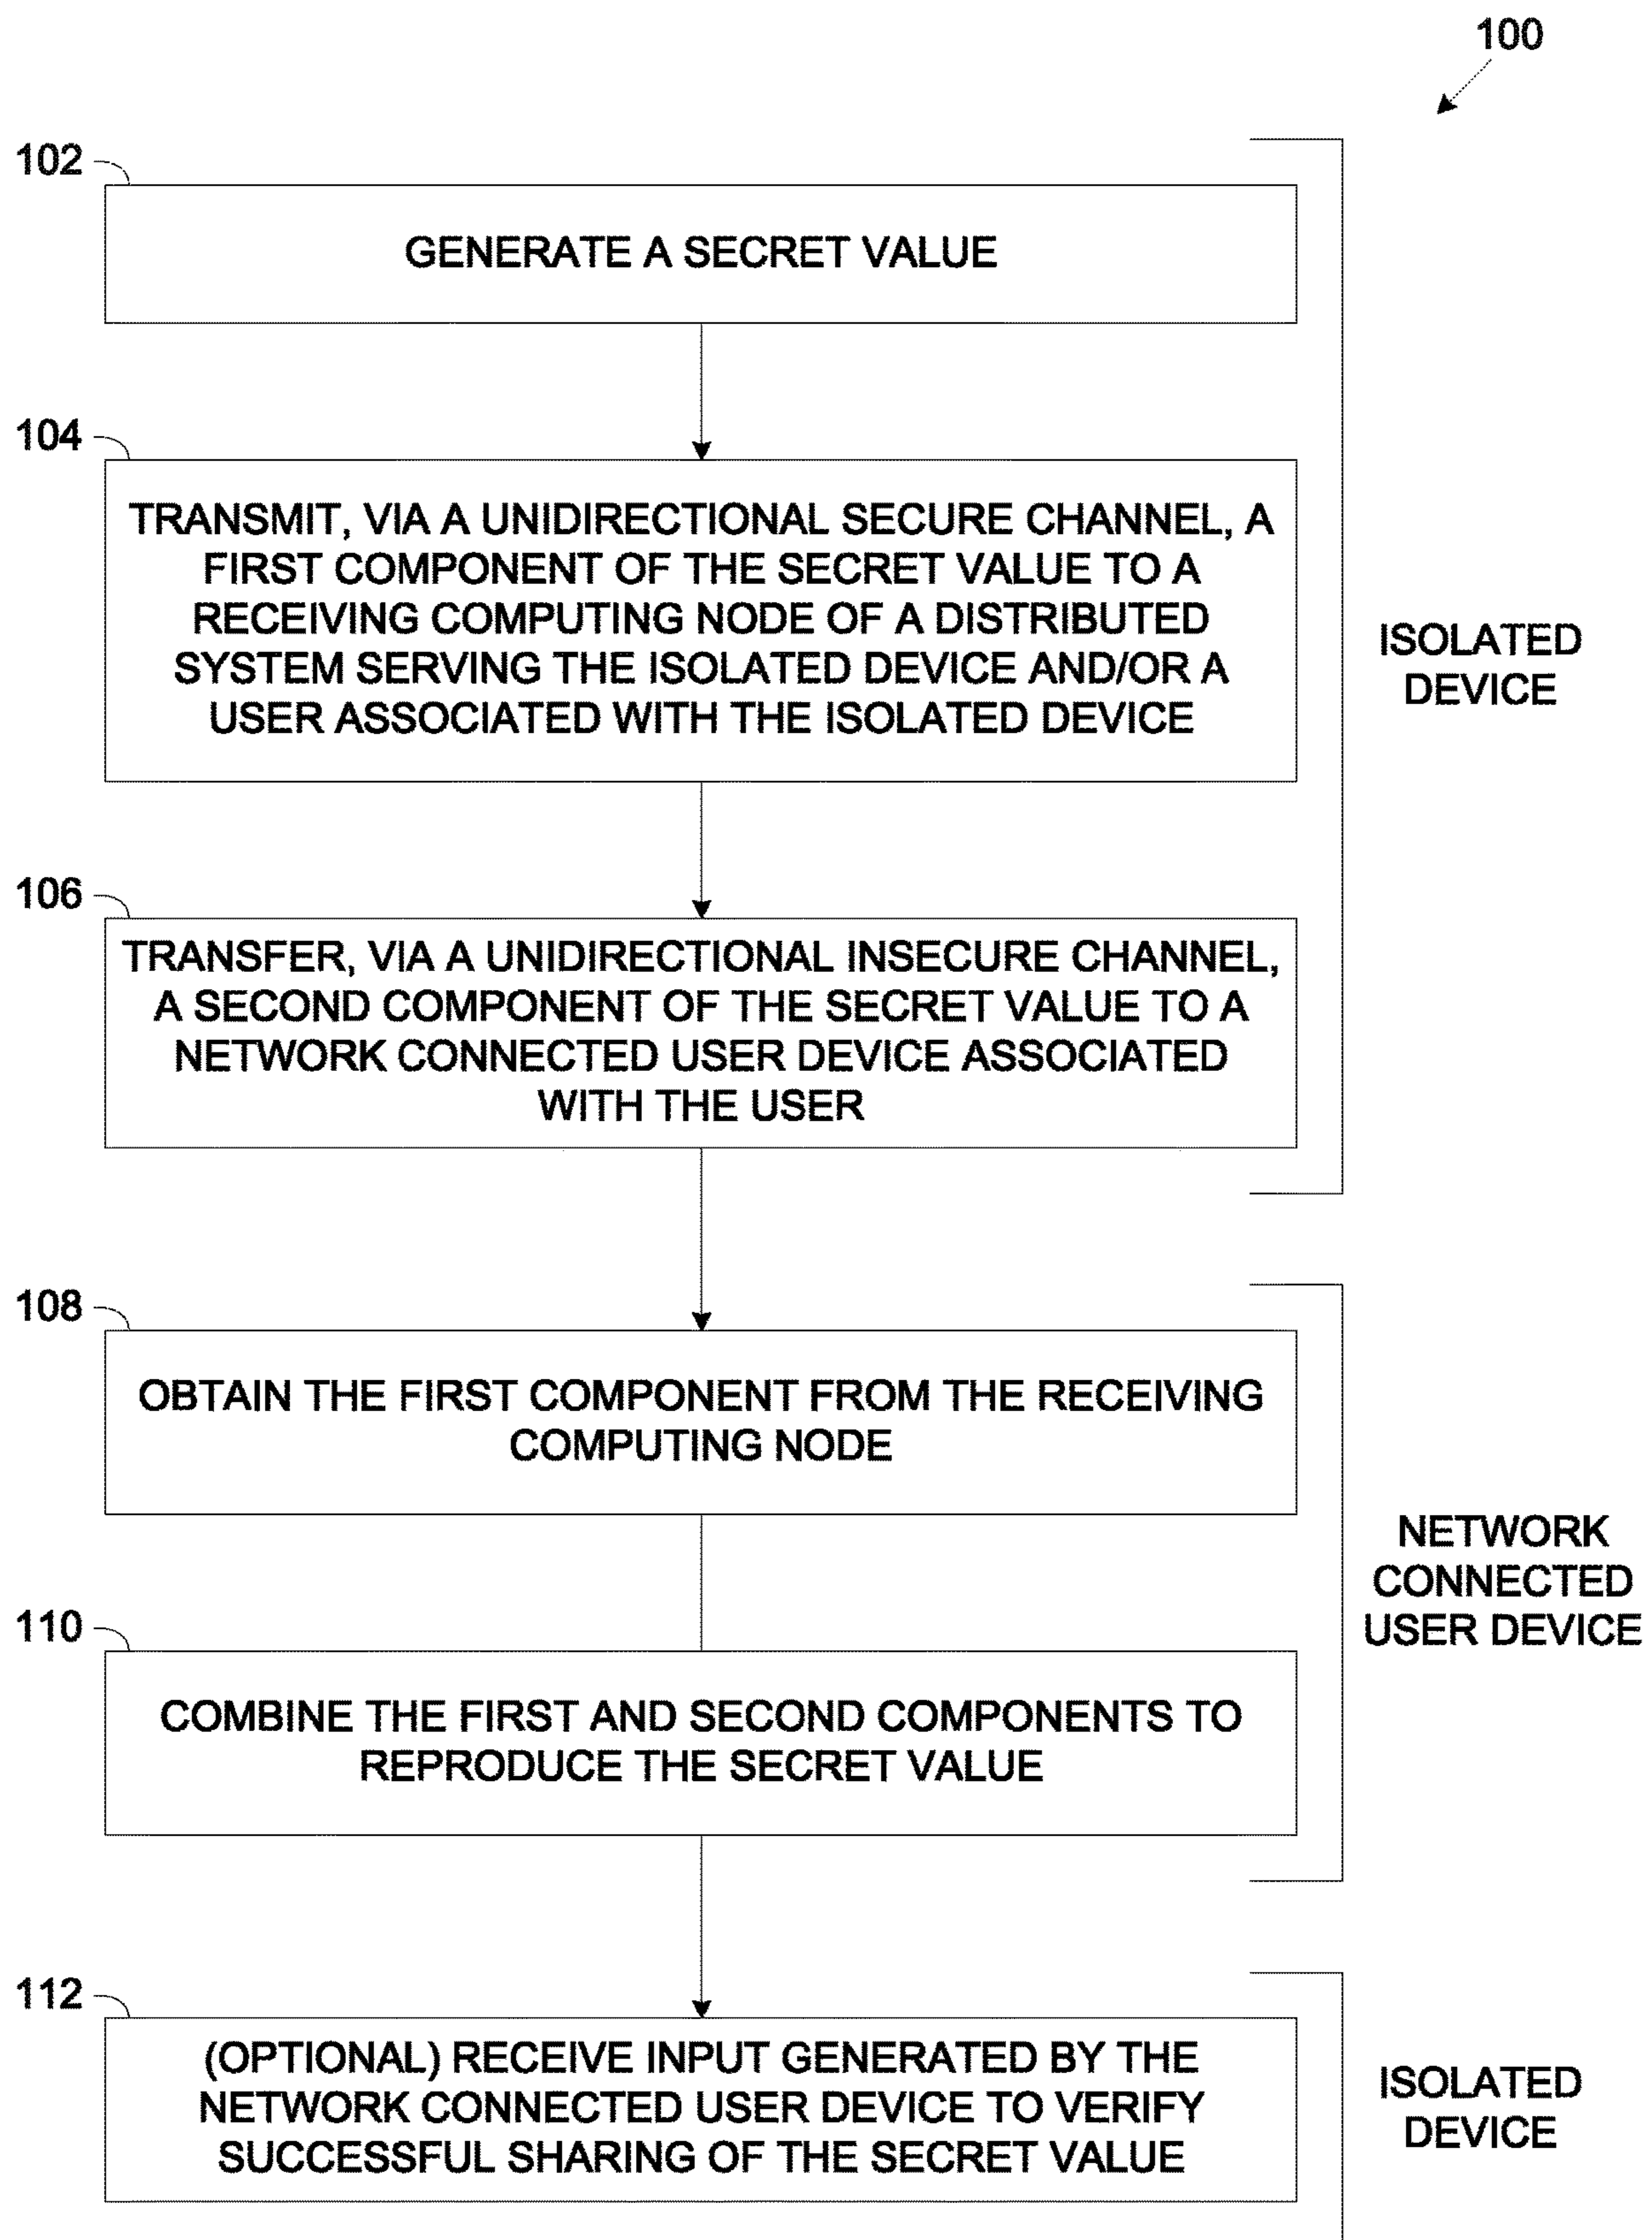 100
102
GENERATE A SECRET VALUE
104
TRANSMIT, VIA A UNIDIRECTIONAL SECURE CHANNEL, A
FIRST COMPONENT OF THE SECRET VALUE TO A
RECEIVING COMPUTING NODE OF A DISTRIBUTED
SYSTEM SERVING THE ISOLATED DEVICE AND/OR A
USER ASSOCIATED WITH THE ISOLATED DEVICE
ISOLATED
DEVICE
106
TRANSFER, VIA A UNIDIRECTIONAL INSECURE CHANNEL,
A SECOND COMPONENT OF THE SECRET VALUE TO A
NETWORK CONNECTED USER DEVICE ASSOCIATED
WITH THE USER
108
OBTAIN THE FIRST COMPONENT FROM THE RECEIVING
COMPUTING NODE
NETWORK
CONNECTED
USER DEVICE
110
COMBINE THE FIRST AND SECOND COMPONENTS TO
REPRODUCE THE SECRET VALUE
112
(OPTIONAL) RECEIVE INPUT GENERATED BY THE
NETWORK CONNECTED USER DEVICE TO VERIFY
SUCCESSFUL SHARING OF THE SECRET VALUE
ISOLATED
DEVICE